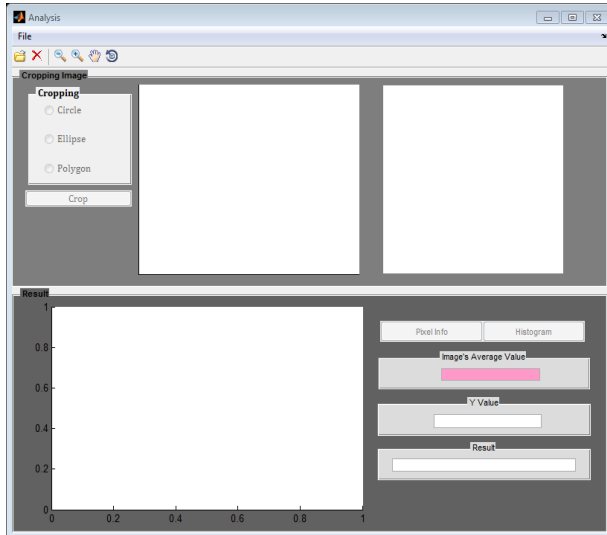 Analysis
File
Cropping Image
Cropping
Circle
Ellipse
Polygon
Crop
Result
1
0.8
0.6
0.4
0.2
0
0 0.2 0.4 0.6 0.8 1
Pixel Info Histogram
Image's Average Value
Y Value
Result